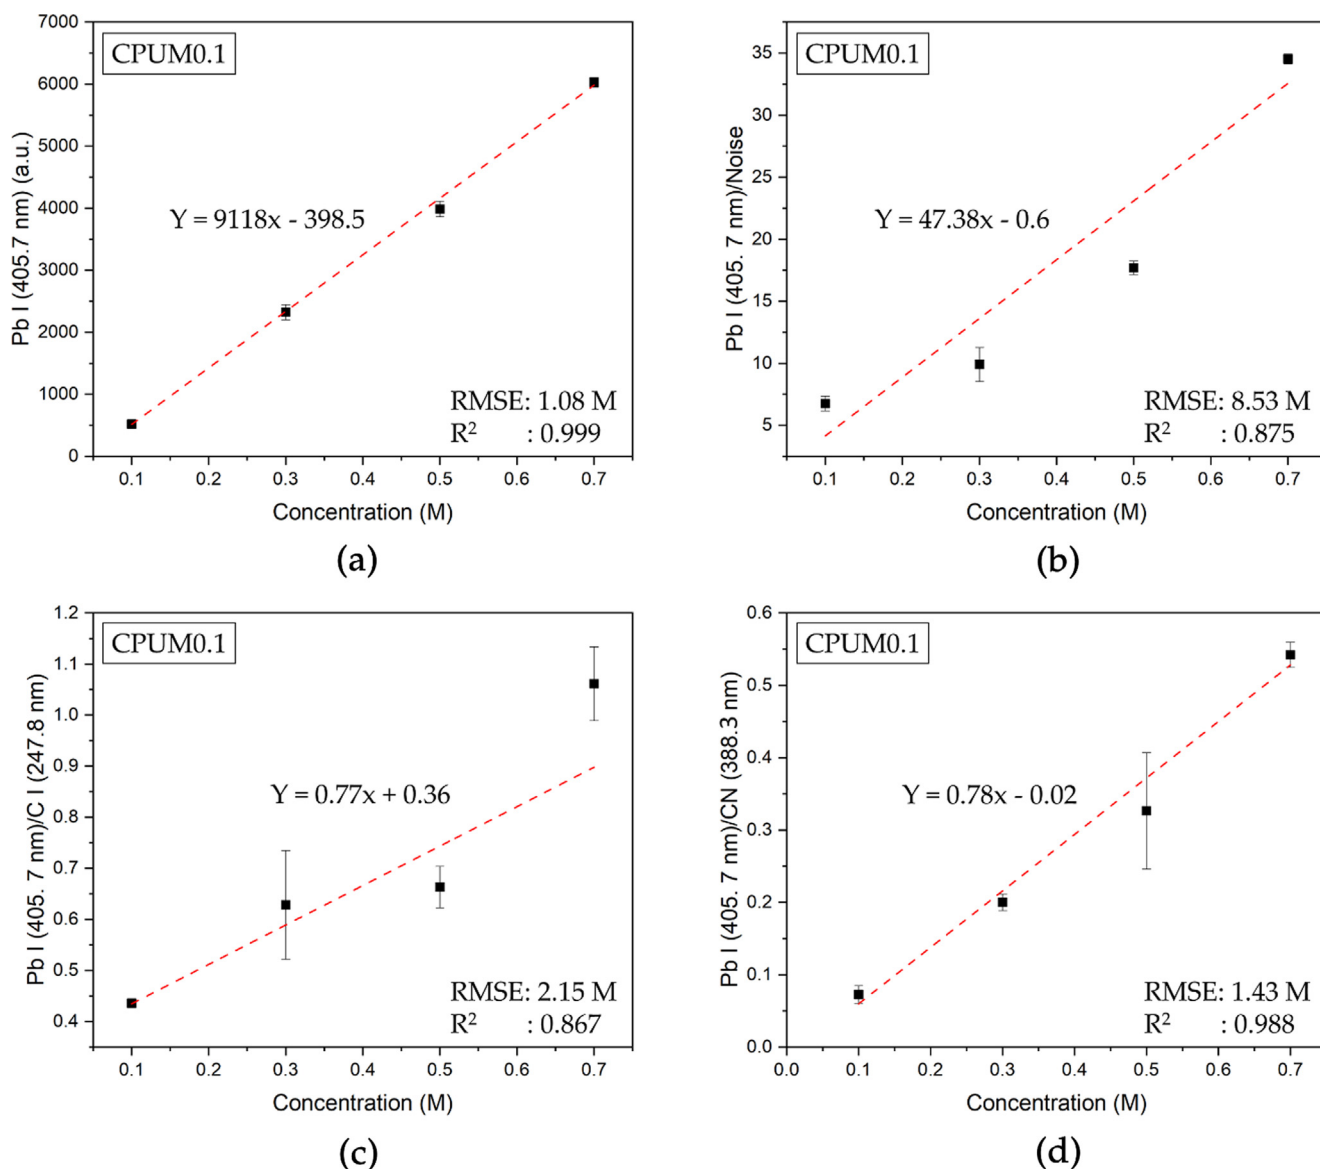 CPUM0.1
Pb I (405.7 nm) (a.u.)
7000
6000
5000
4000
3000
2000
1000
0
Y = 9118x - 398.5
RMSE: 1.08 M
R² : 0.999
0.1 0.2 0.3 0.4 0.5 0.6 0.7
Concentration (M)
(a)
CPUM0.1
Pb I (405. 7 nm)/Noise
35
30
25
20
15
10
5
Y = 47.38x - 0.6
RMSE: 8.53 M
R² : 0.875
0.1 0.2 0.3 0.4 0.5 0.6 0.7
Concentration (M)
(b)
CPUM0.1
Pb I (405. 7 nm)/C I (247.8 nm)
1.2
1.1
1.0
0.9
0.8
0.7
0.6
0.5
0.4
Y = 0.77x + 0.36
RMSE: 2.15 M
R² : 0.867
0.1 0.2 0.3 0.4 0.5 0.6 0.7
Concentration (M)
(c)
CPUM0.1
Pb I (405. 7 nm)/CN (388.3 nm)
0.6
0.5
0.4
0.3
0.2
0.1
0.0
Y = 0.78x - 0.02
RMSE: 1.43 M
R² : 0.988
0.0 0.1 0.2 0.3 0.4 0.5 0.6 0.7
Concentration (M)
(d)